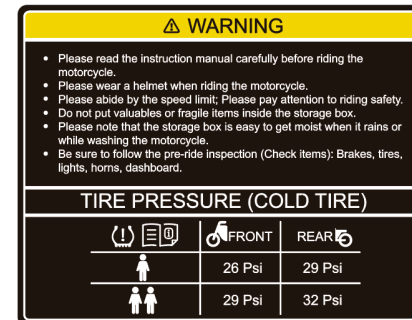 WARNING
• Please read the instruction manual carefully before riding the
motorcycle.
• Please wear a helmet when riding the motorcycle.
• Please abide by the speed limit; Please pay attention to riding safety.
• Do not put valuables or fragile items inside the storage box.
• Please note that the storage box is easy to get moist when it rains or
while washing the motorcycle.
• Be sure to follow the pre-ride inspection (Check items): Brakes, tires,
lights, horns, dashboard.
TIRE PRESSURE (COLD TIRE)
FRONT REAR
26 Psi 29 Psi
29 Psi 32 Psi